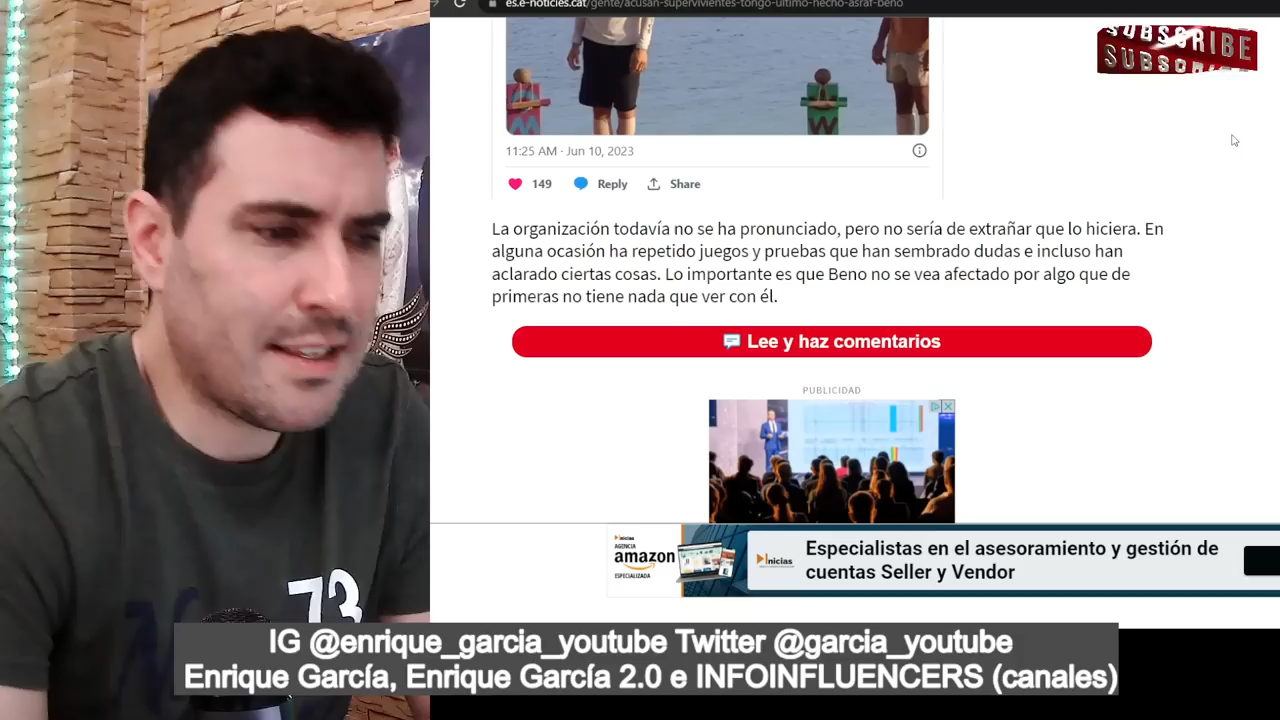 es.e-noticies.cat/gente/acusan-supervivientes-tongo-ultimo-hecho-asraf-beno
SUBSCRIBE
SUBSCRIBE
11:25 AM · Jun 10, 2023
149 Reply Share
La organización todavía no se ha pronunciado, pero no sería de extrañar que lo hiciera. En
alguna ocasión ha repetido juegos y pruebas que han sembrado dudas e incluso han
aclarado ciertas cosas. Lo importante es que Beno no se vea afectado por algo que de
primeras no tiene nada que ver con él.
Lee y haz comentarios
PUBLICIDAD
inicias
AGENCIA
amazon
ESPECIALIZADA
inicias
Especialistas en el asesoramiento y gestión de
cuentas Seller y Vendor
73
IG @enrique_garcia_youtube Twitter @garcia_youtube
Enrique García, Enrique García 2.0 e INFOINFLUENCERS (canales)